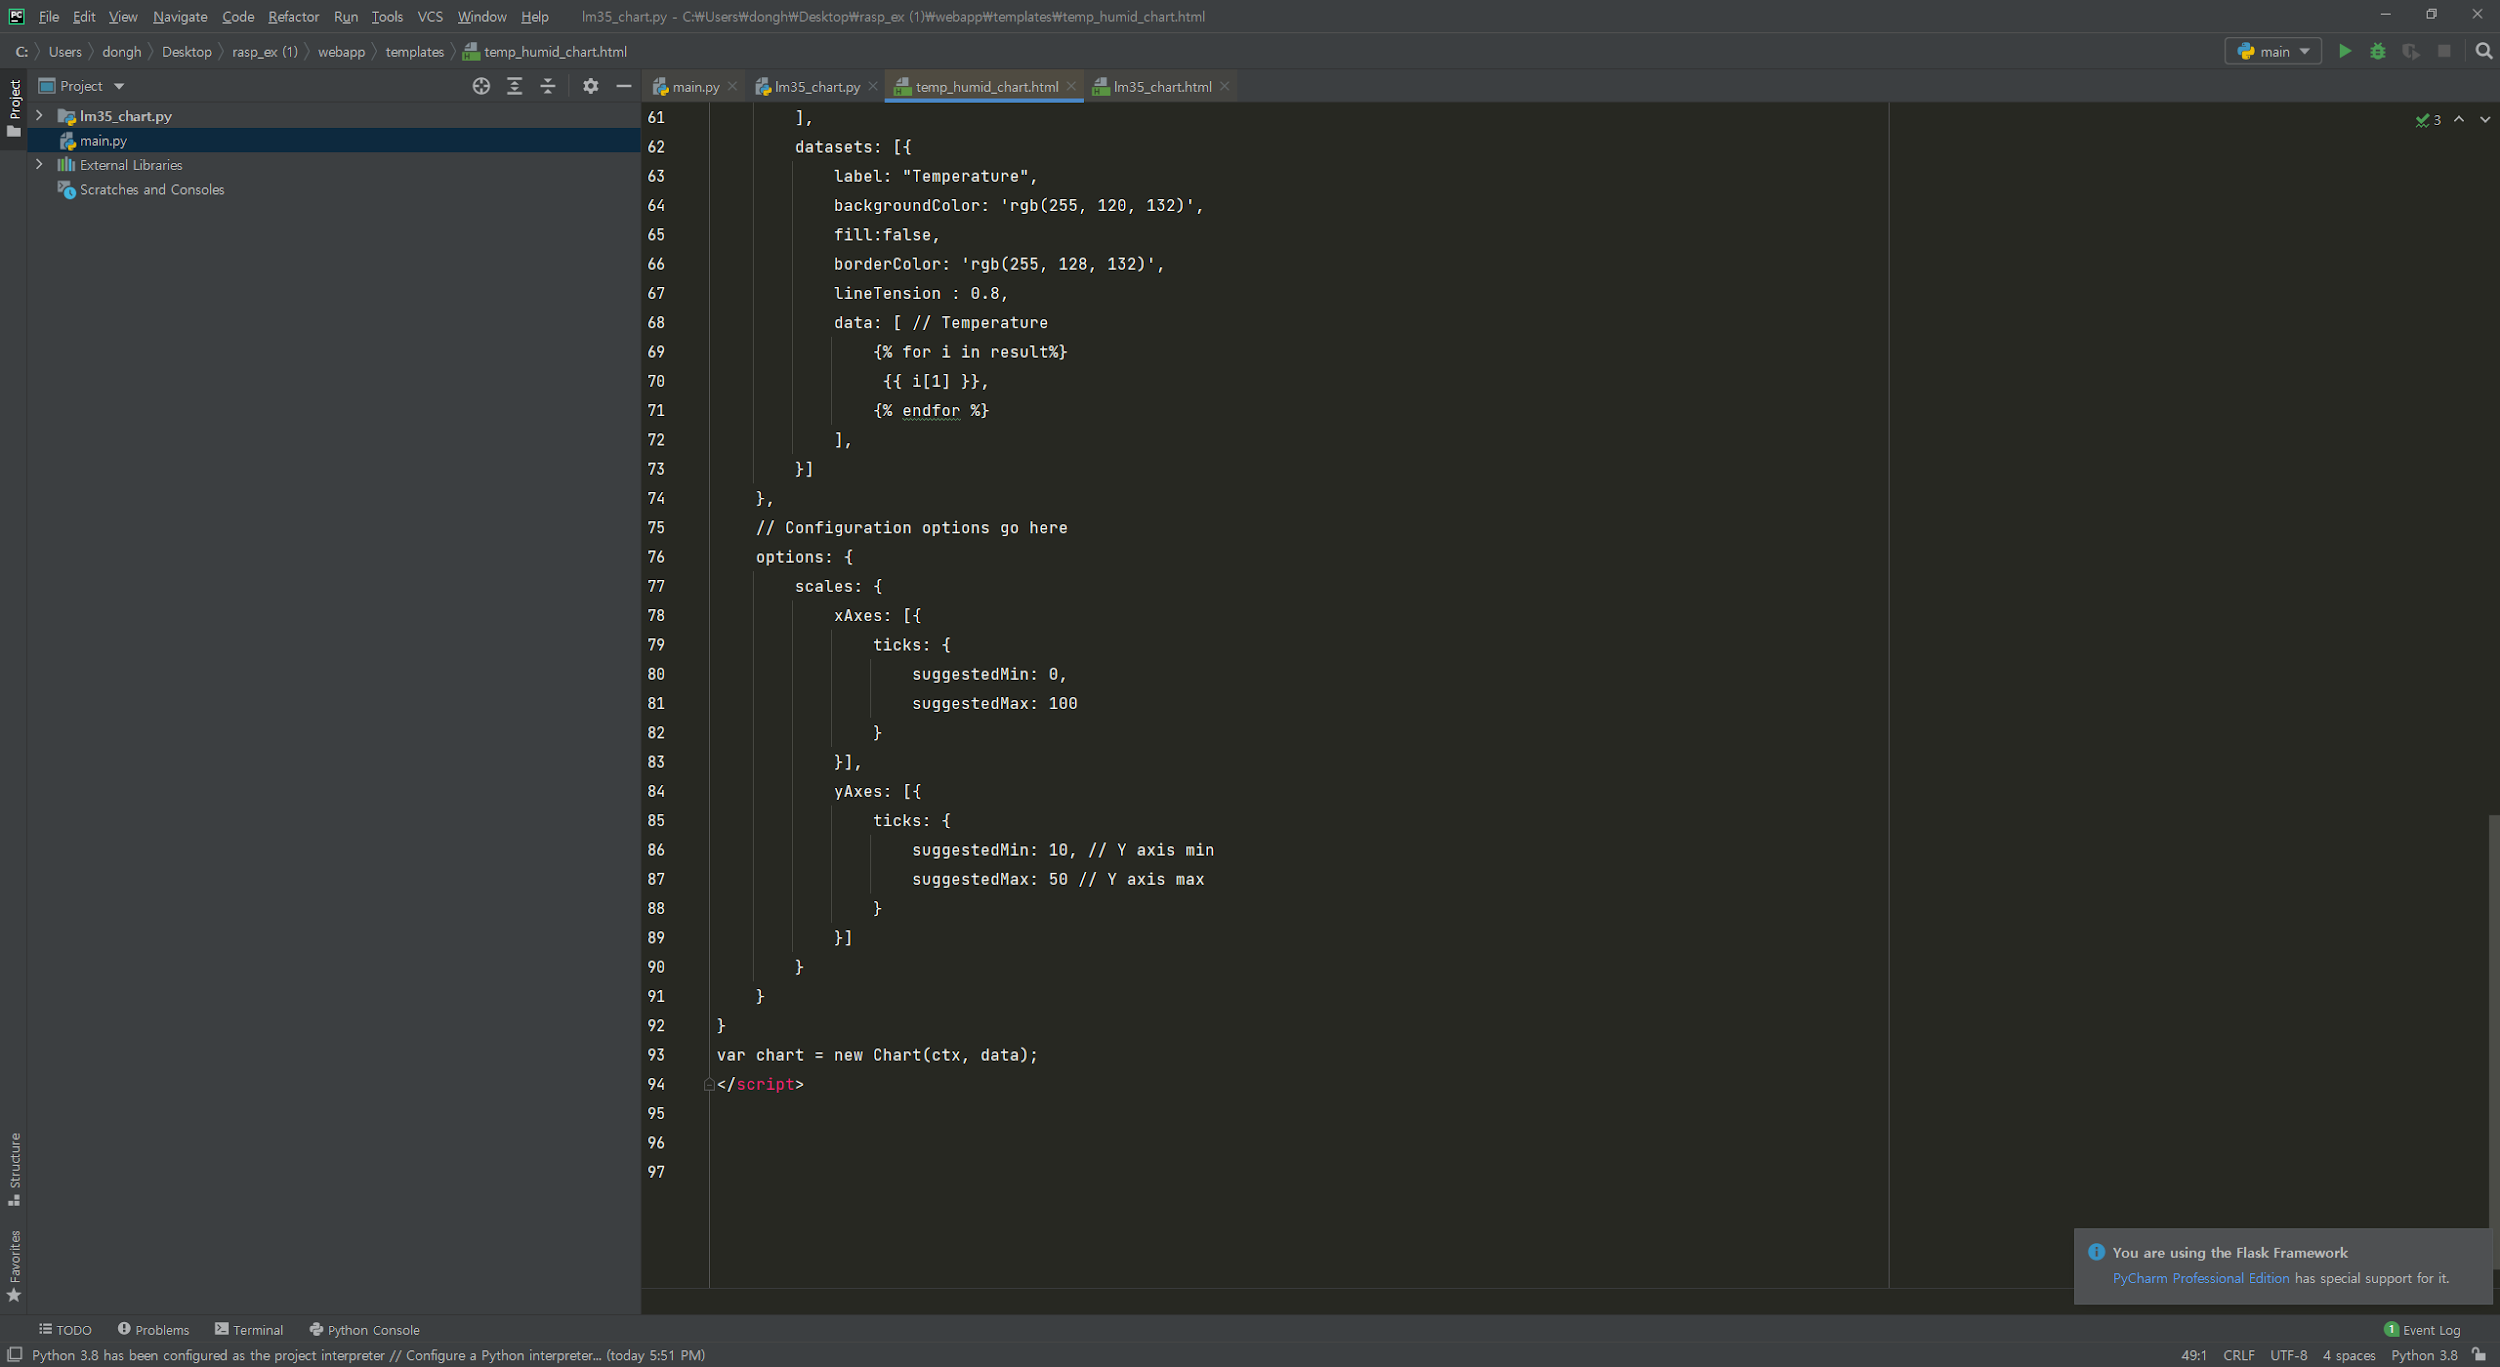 PC File Edit View Navigate Code Refactor Run Tools VCS Window Help lm35_chart.py - C:₩Users₩dongh₩Desktop₩rasp_ex (1)₩webapp₩templates₩temp_humid_chart.html
C: Users dongh Desktop rasp_ex (1) webapp templates temp_humid_chart.html main
Project
Project
main.py lm35_chart.py temp_humid_chart.html lm35_chart.html
lm35_chart.py
main.py
External Libraries
Scratches and Consoles
3
61 ],
62 datasets: [{
63 label: "Temperature",
64 backgroundColor: 'rgb(255, 120, 132)',
65 fill:false,
66 borderColor: 'rgb(255, 128, 132)',
67 lineTension : 0.8,
68 data: [ // Temperature
69 {% for i in result%}
70 {{ i[1] }},
71 {% endfor %}
72 ],
73 }]
74 },
75 // Configuration options go here
76 options: {
77 scales: {
78 xAxes: [{
79 ticks: {
80 suggestedMin: 0,
81 suggestedMax: 100
82 }
83 }],
84 yAxes: [{
85 ticks: {
86 suggestedMin: 10, // Y axis min
87 suggestedMax: 50 // Y axis max
88 }
89 }]
90 }
91 }
92 }
93 var chart = new Chart(ctx, data);
94 </script>
95
96
97
Structure
Favorites
You are using the Flask Framework
PyCharm Professional Edition has special support for it.
TODO Problems Terminal Python Console 1 Event Log
Python 3.8 has been configured as the project interpreter // Configure a Python interpreter... (today 5:51 PM) 49:1 CRLF UTF-8 4 spaces Python 3.8